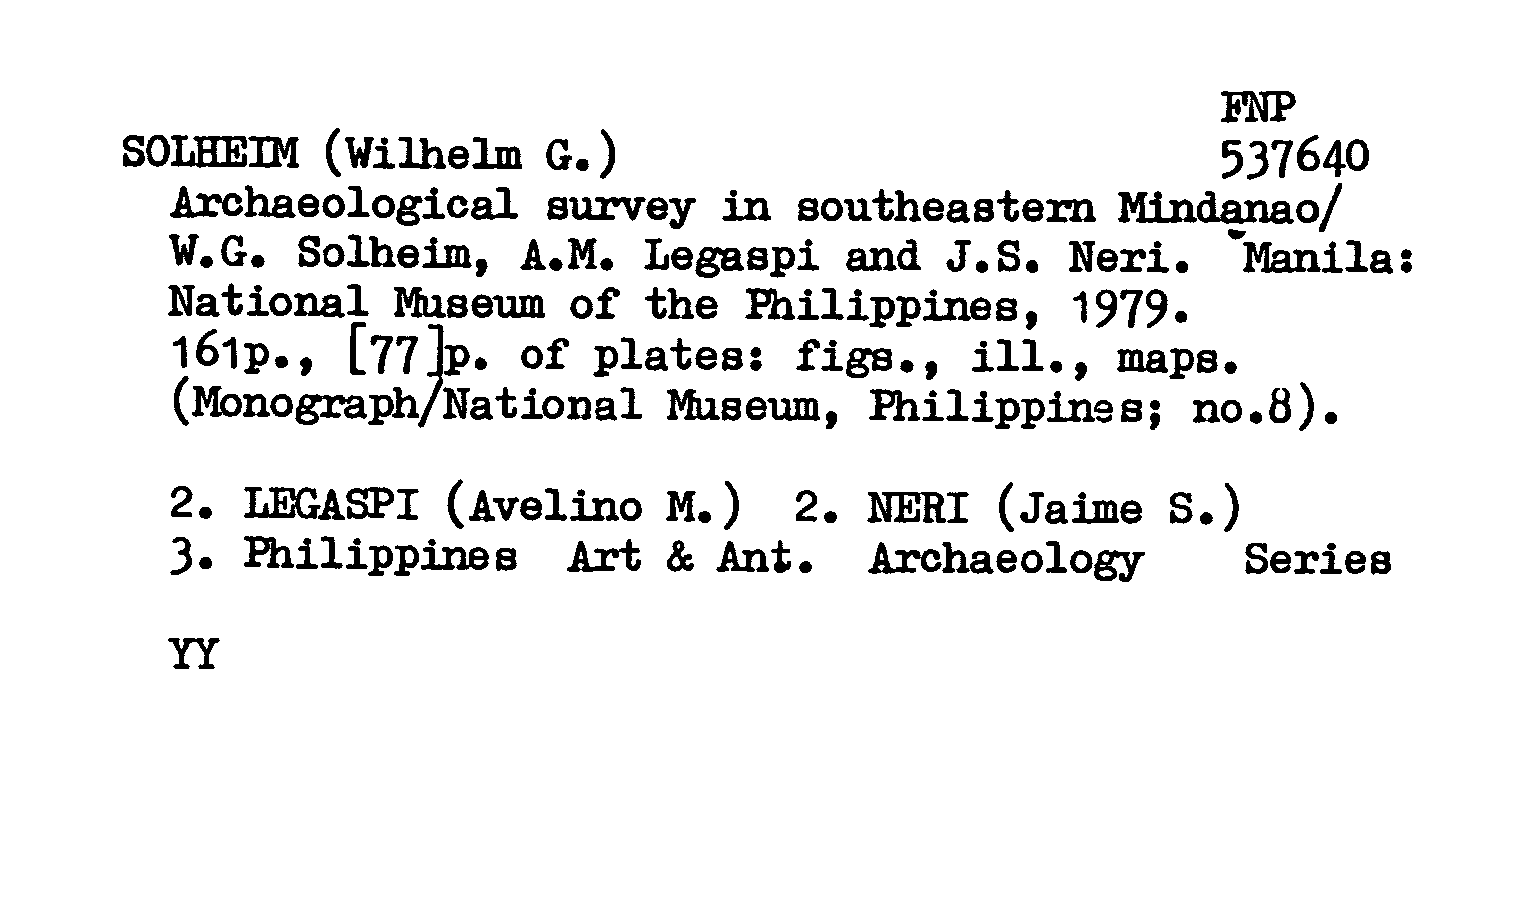 FNP
SOLHEIM (Wilhelm G.) 537640
Archaeological survey in southeastern Mindanao/
W.G. Solheim, A.M. Legaspi and J.S. Neri. Manila:
National Museum of the Philippines, 1979.
161p., [77]p. of plates: figs., ill., maps.
(Monograph/National Museum, Philippines; no.8).
2. LEGASPI (Avelino M.) 2. NERI (Jaime S.)
3. Philippines Art & Ant. Archaeology Series
YY